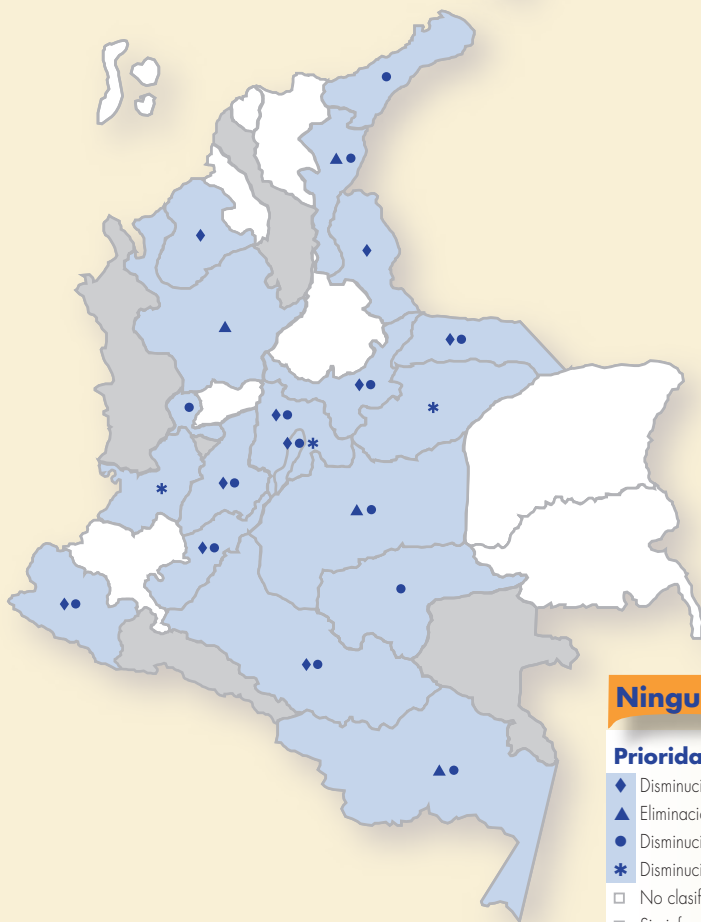 Ningu
Priorida
Disminuci
Eliminaci
Disminuci
Disminuci
No clasif